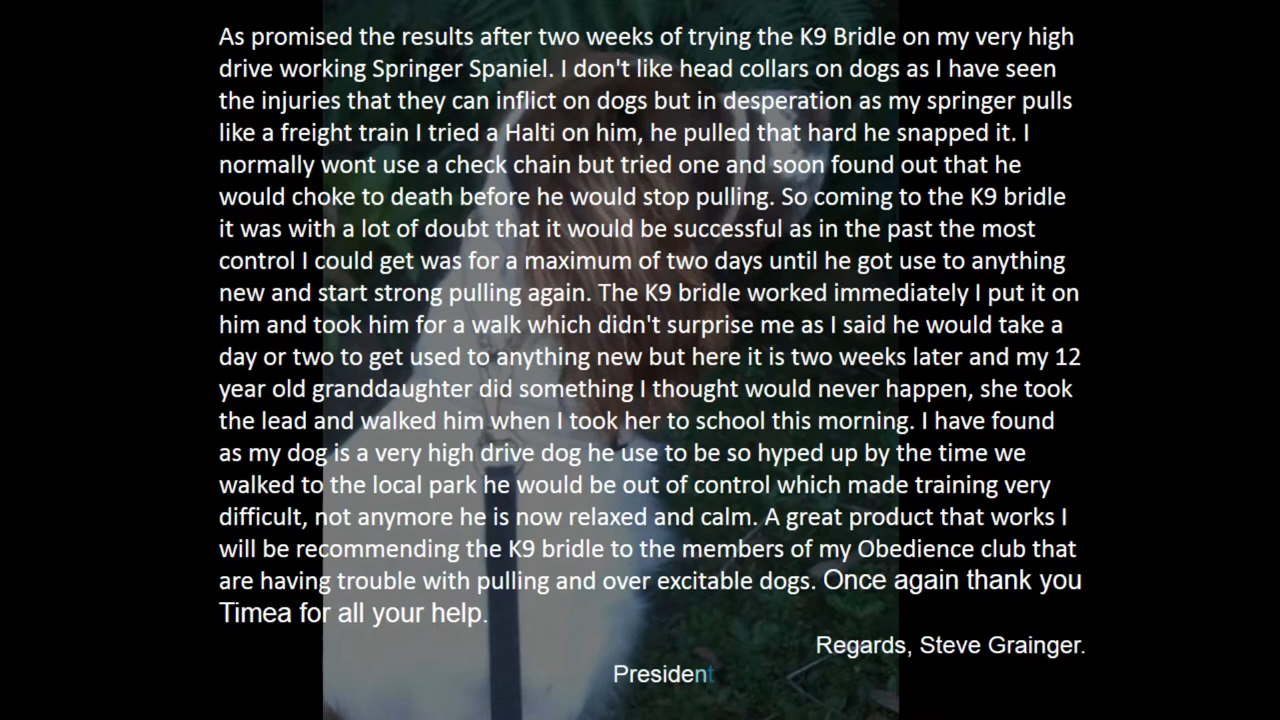 As promised the results after two weeks of trying the K9 Bridle on my very high
drive working Springer Spaniel. I don't like head collars on dogs as I have seen
the injuries that they can inflict on dogs but in desperation as my springer pulls
like a freight train I tried a Halti on him, he pulled that hard he snapped it. I
normally wont use a check chain but tried one and soon found out that he
would choke to death before he would stop pulling. So coming to the K9 bridle
it was with a lot of doubt that it would be successful as in the past the most
control I could get was for a maximum of two days until he got use to anything
new and start strong pulling again. The K9 bridle worked immediately I put it on
him and took him for a walk which didn't surprise me as I said he would take a
day or two to get used to anything new but here it is two weeks later and my 12
year old granddaughter did something I thought would never happen, she took
the lead and walked him when I took her to school this morning. I have found
as my dog is a very high drive dog he use to be so hyped up by the time we
walked to the local park he would be out of control which made training very
difficult, not anymore he is now relaxed and calm. A great product that works I
will be recommending the K9 bridle to the members of my Obedience club that
are having trouble with pulling and over excitable dogs. Once again thank you
Timea for all your help.
Regards, Steve Grainger.
President